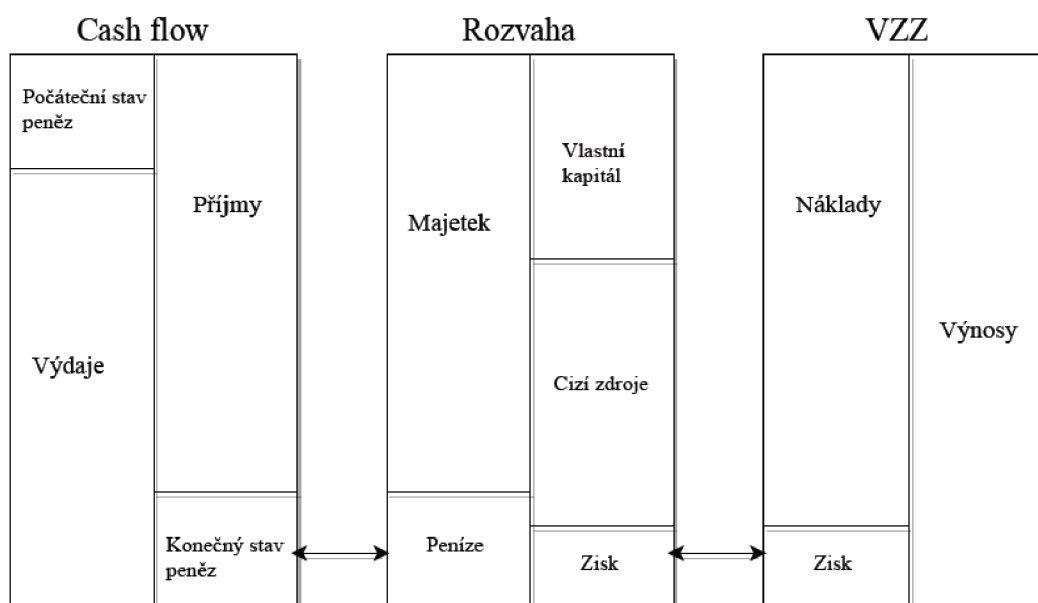 Cash flow
Rozvaha
VZZ
Počáteční stav
peněz
Příjmy
Výdaje
Konečný stav
peněz
Majetek
Peníze
Vlastní
kapitál
Cizí zdroje
Zisk
Náklady
Zisk
Výnosy